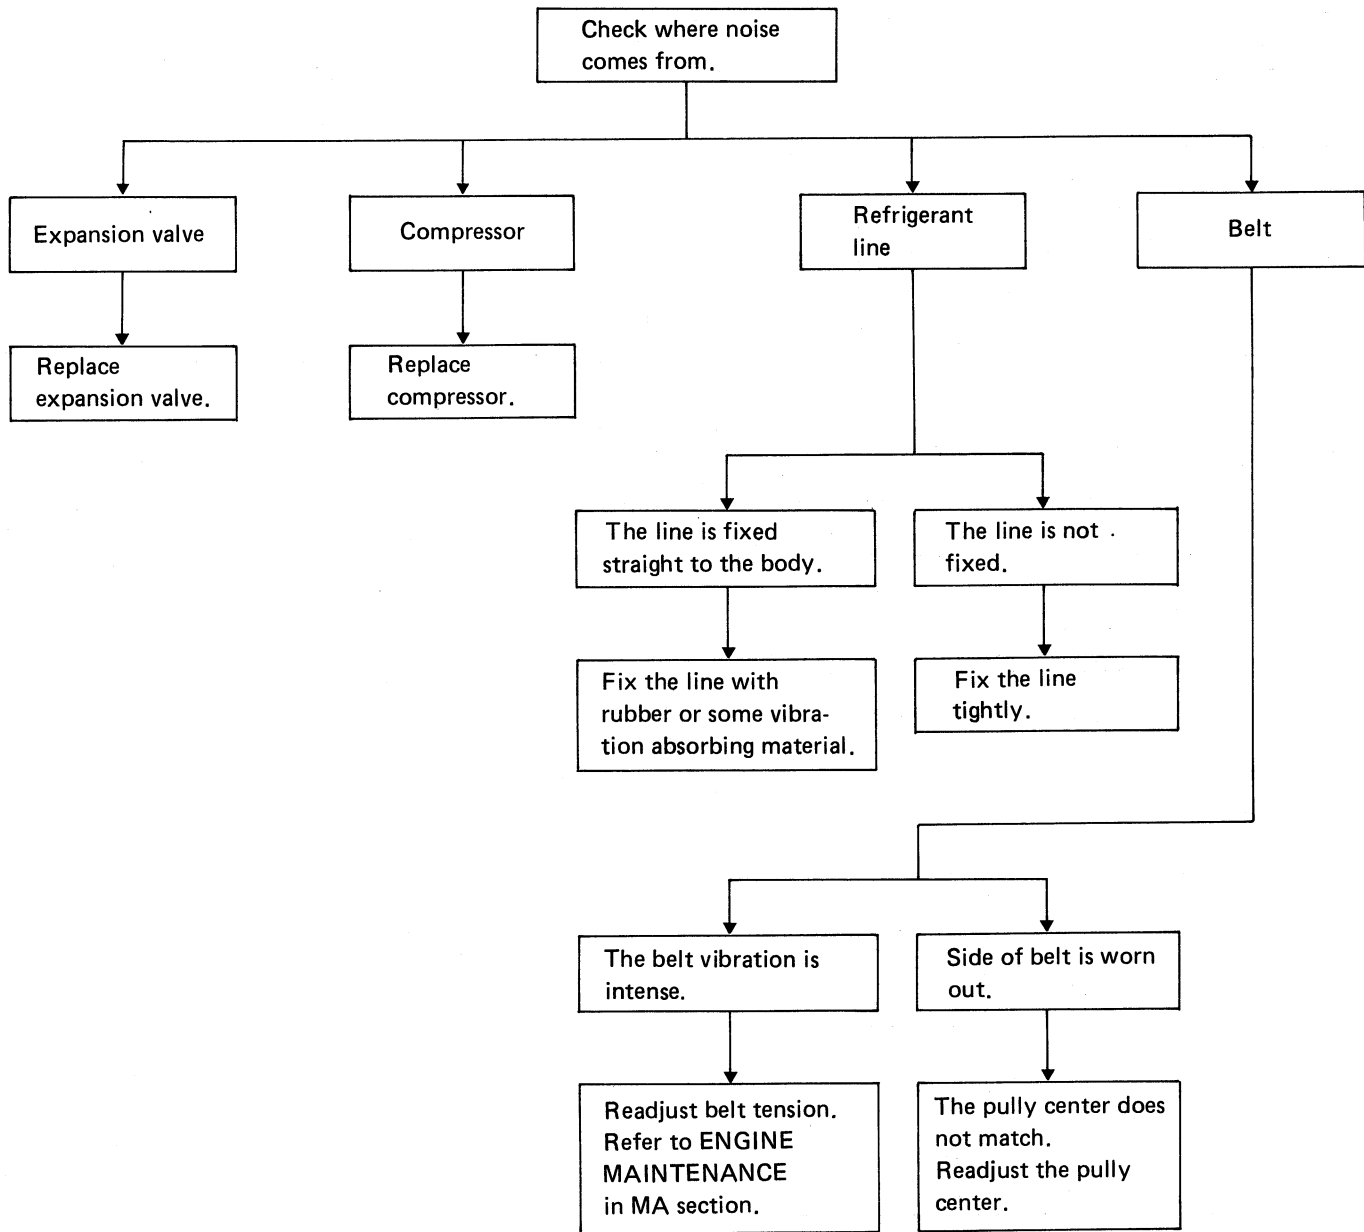 Check where noise
comes from.
Expansion valve
Compressor
Refrigerant
line
Belt
Replace
expansion valve.
Replace
compressor.
The line is fixed
straight to the body.
The line is not
fixed.
Fix the line with
rubber or some vibra-
tion absorbing material.
Fix the line
tightly.
The belt vibration is
intense.
Side of belt is worn
out.
Readjust belt tension.
Refer to ENGINE
MAINTENANCE
in MA section.
The pully center does
not match.
Readjust the pully
center.